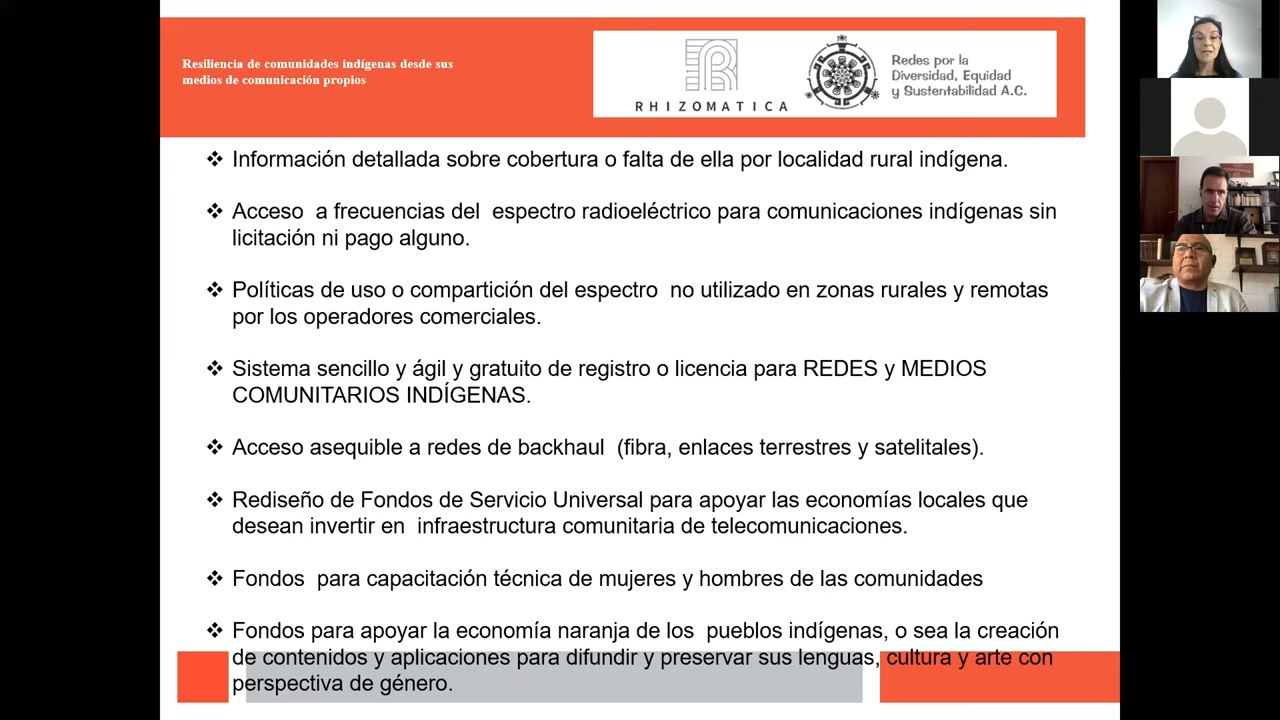 Resiliencia de comunidades indígenas desde sus
medios de comunicación propios
RHIZOMATICA
Redes por la
Diversidad, Equidad
y Sustentabilidad A.C.
❖ Información detallada sobre cobertura o falta de ella por localidad rural indígena.
❖ Acceso a frecuencias del espectro radioeléctrico para comunicaciones indígenas sin
licitación ni pago alguno.
❖ Políticas de uso o compartición del espectro no utilizado en zonas rurales y remotas
por los operadores comerciales.
❖ Sistema sencillo y ágil y gratuito de registro o licencia para REDES y MEDIOS
COMUNITARIOS INDÍGENAS.
❖ Acceso asequible a redes de backhaul (fibra, enlaces terrestres y satelitales).
❖ Rediseño de Fondos de Servicio Universal para apoyar las economías locales que
desean invertir en infraestructura comunitaria de telecomunicaciones.
❖ Fondos para capacitación técnica de mujeres y hombres de las comunidades
❖ Fondos para apoyar la economía naranja de los pueblos indígenas, o sea la creación
de contenidos y aplicaciones para difundir y preservar sus lenguas, cultura y arte con
perspectiva de género.